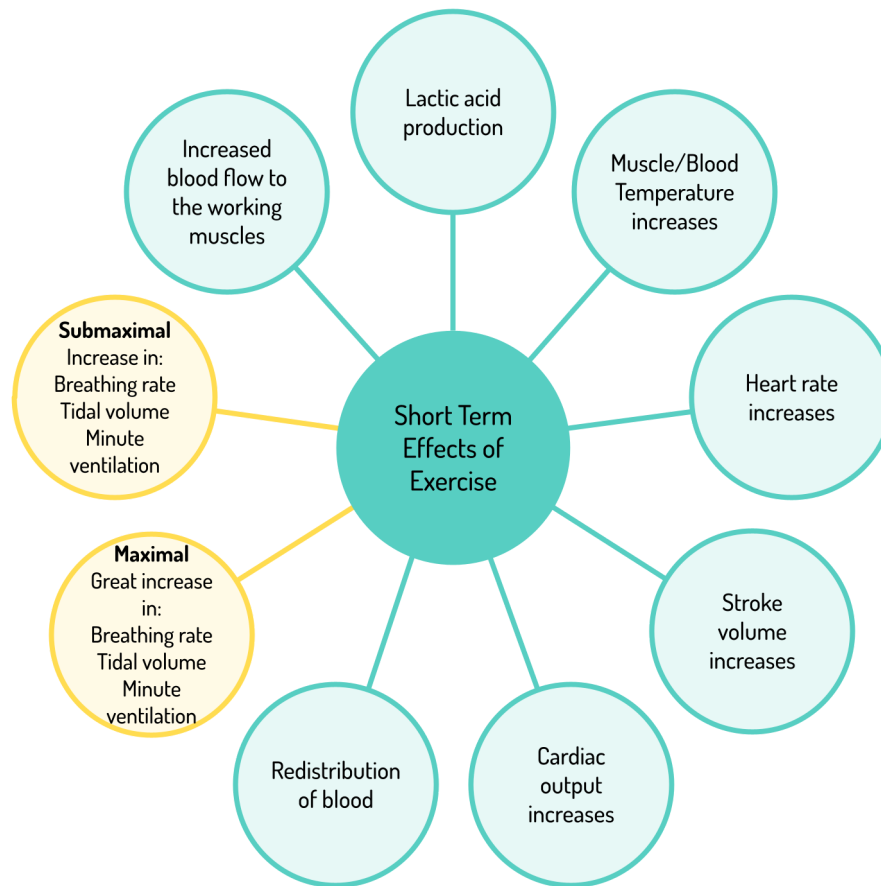 Short Term
Effects of
Exercise
Lactic acid
production
Muscle/Blood
Temperature
increases
Heart rate
increases
Stroke
volume
increases
Cardiac
output
increases
Redistribution
of blood
Maximal
Great increase
in:
Breathing rate
Tidal volume
Minute
ventilation
Submaximal
Increase in:
Breathing rate
Tidal volume
Minute
ventilation
Increased
blood flow to
the working
muscles